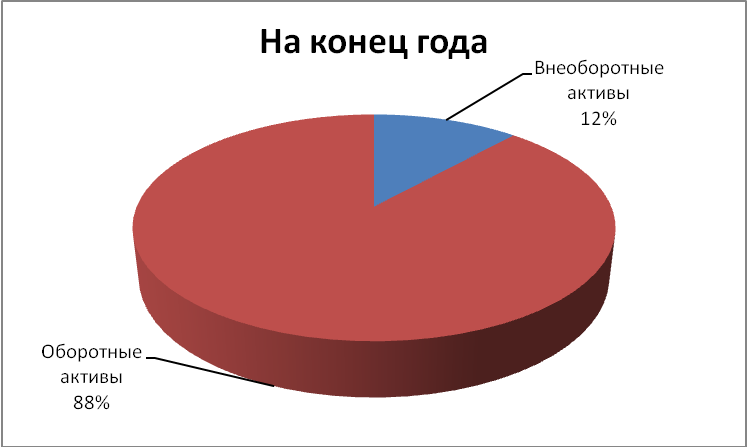 На конец года
Внеоборотные
активы
12%
Оборотные
активы
88%